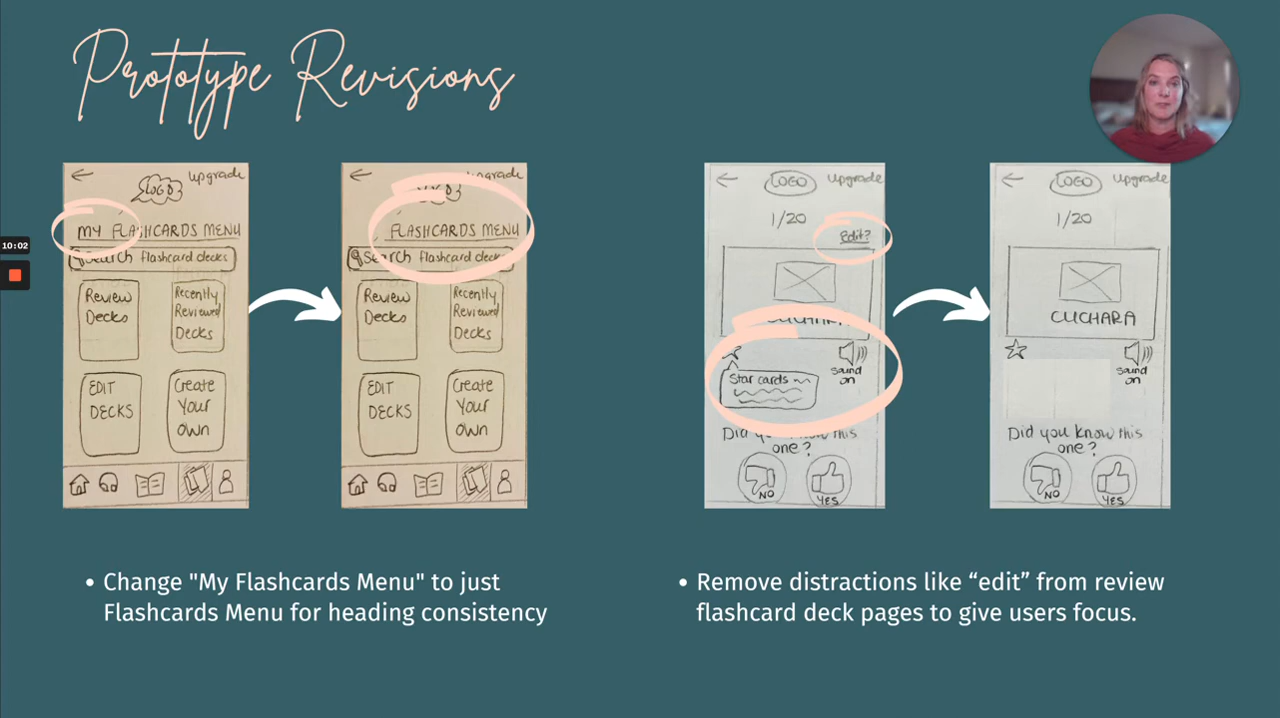 Prototype Revisions
10:02
Upgrade
LOGO
MY FLASHCARDS MENU
Search flashcard decks
Review Decks
Recently Reviewed Decks
EDIT DECKS
Create Your Own
FLASHCARDS MENU
Search flashcard decks
Review Decks
Recently Reviewed Decks
EDIT DECKS
Create Your Own
LOGO
Upgrade
1/20
Edit?
CUCHARA
Star cards
Sound on
Did you know this one?
NO
YES
LOGO
Upgrade
1/20
CUCHARA
Sound on
Did you know this one?
NO
YES
• Change "My Flashcards Menu" to just
Flashcards Menu for heading consistency
• Remove distractions like “edit” from review
flashcard deck pages to give users focus.